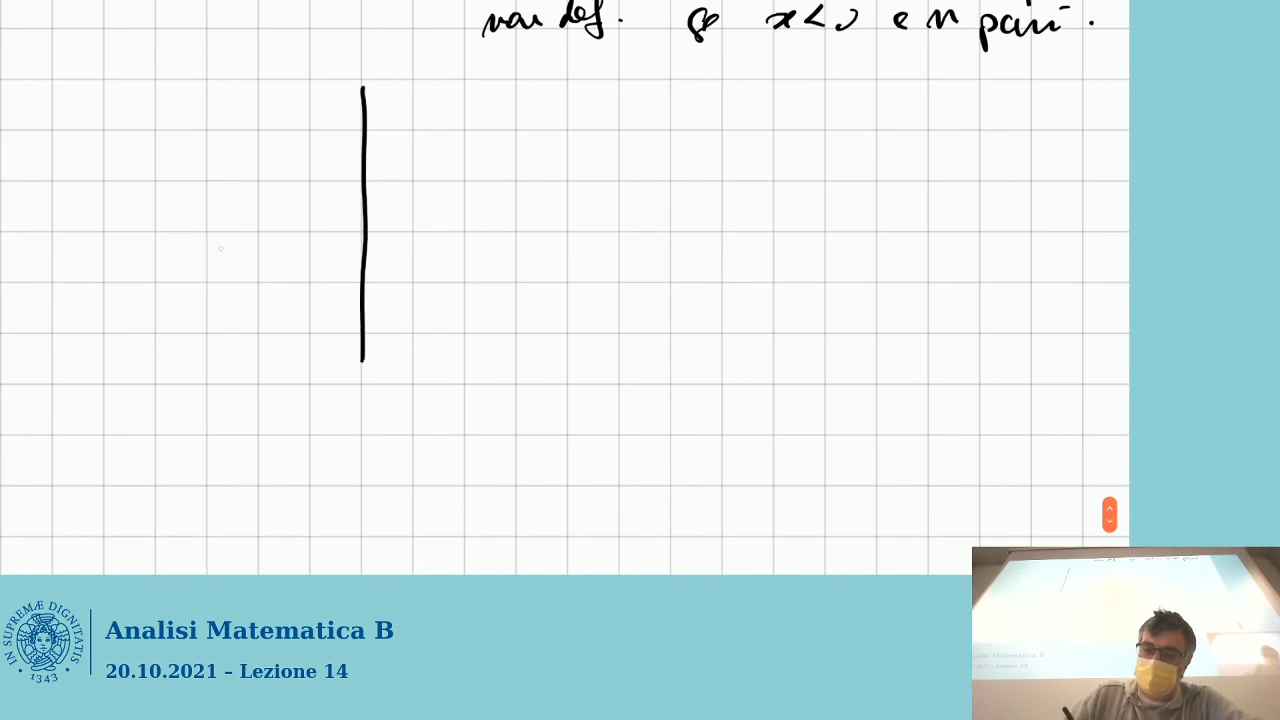 non def. se x<0 e n pari.
IN SUPREMÆ DIGNITATIS
· 1343 ·
Analisi Matematica B
20.10.2021 – Lezione 14